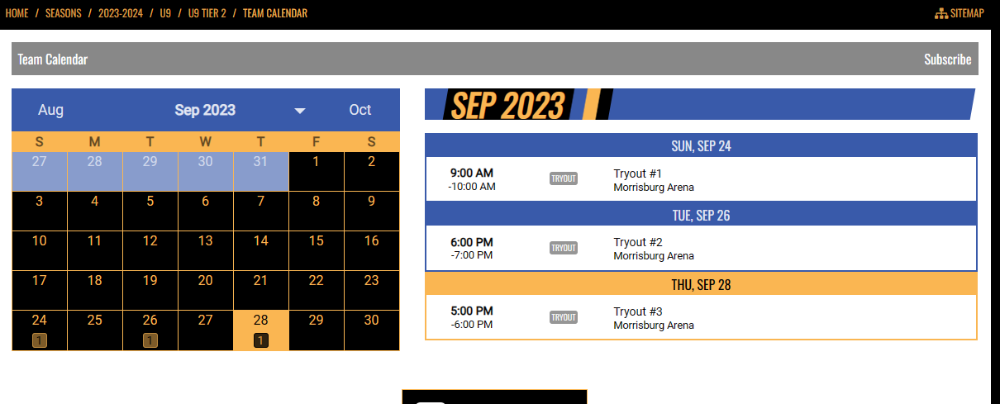 HOME / SEASONS / 2023-2024 / U9 / U9 TIER 2 / TEAM CALENDAR
SITEMAP
Team Calendar
Subscribe
Aug Sep 2023 Oct
S M T W T F S
27 28 29 30 31 1 2
3 4 5 6 7 8 9
10 11 12 13 14 15 16
17 18 19 20 21 22 23
24 25 26 27 28 29 30
1 1 1
SEP 2023
SUN, SEP 24
9:00 AM
-10:00 AM
TRYOUT
Tryout #1
Morrisburg Arena
TUE, SEP 26
6:00 PM
-7:00 PM
TRYOUT
Tryout #2
Morrisburg Arena
THU, SEP 28
5:00 PM
-6:00 PM
TRYOUT
Tryout #3
Morrisburg Arena